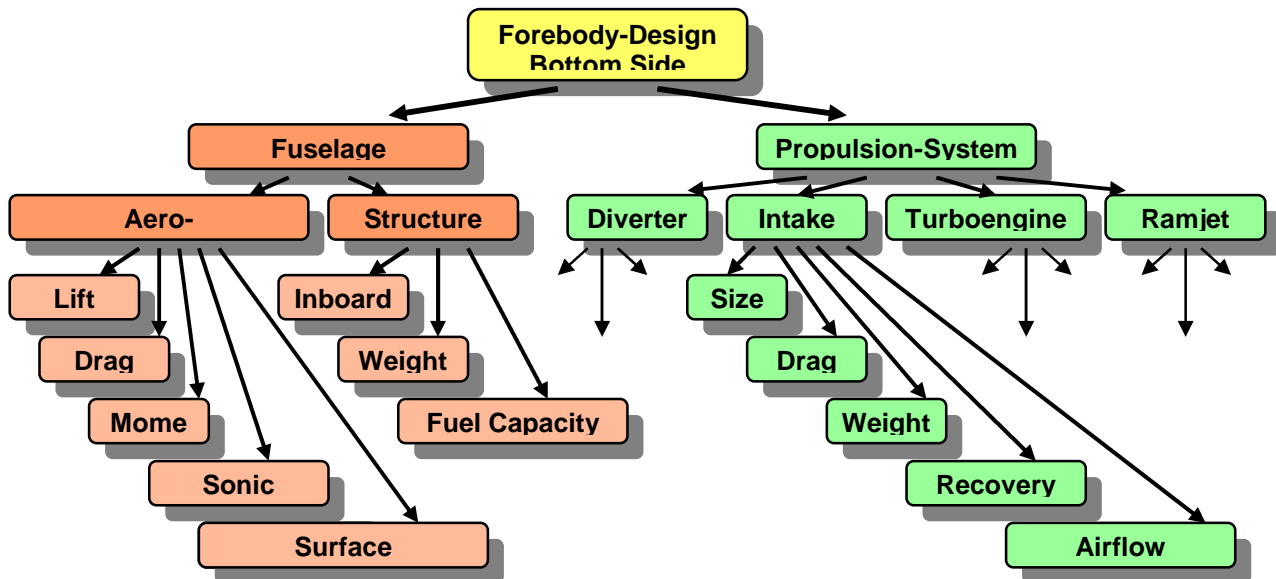 Forebody-Design
Bottom Side
Fuselage
Propulsion-System
Aero-
Structure
Diverter
Intake
Turboengine
Ramjet
Lift
Inboard
Size
Drag
Weight
Drag
Mome
Fuel Capacity
Weight
Sonic
Recovery
Surface
Airflow